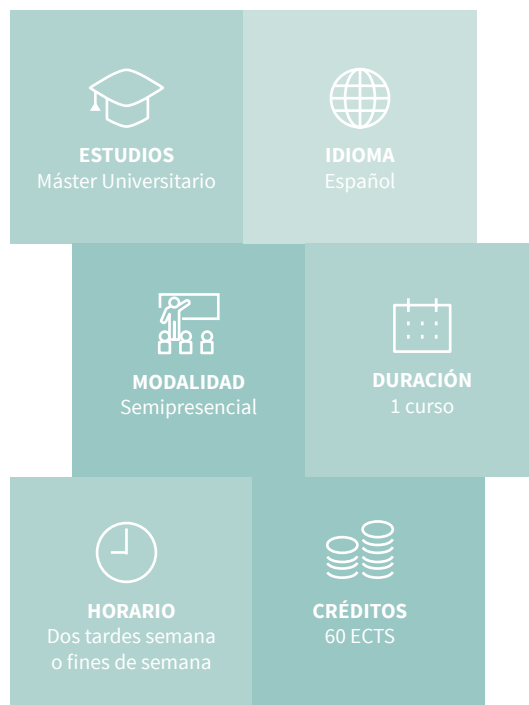 ESTUDIOS
Máster Universitario
IDIOMA
Español
MODALIDAD
Semipresencial
DURACIÓN
1 curso
HORARIO
Dos tardes semana
o fines de semana
CRÉDITOS
60 ECTS